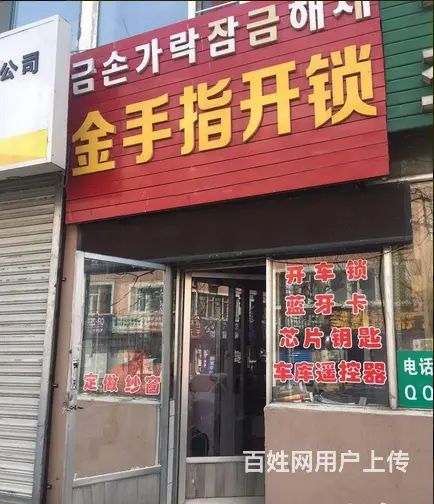 公司
금손가락잠금해제
金手指开锁
开车锁
蓝牙卡
芯片钥匙
车库遥控器
定做纱窗
电话
QQ
百姓网用户上传